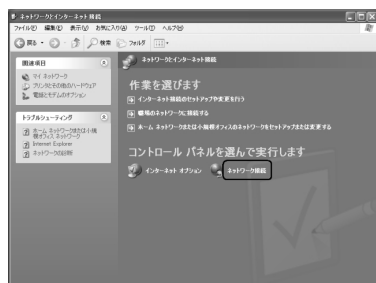 ネットワークとインターネット接続
ファイル(F) 編集(E) 表示(V) お気に入り(A) ツール(T) ヘルプ(H)
戻る 検索 フォルダ
関連項目
マイ ネットワーク
プリンタとその他のハードウェア
電話とモデムのオプション
トラブルシューティング
ホーム ネットワークまたは小規模オフィス ネットワーク
Internet Explorer
ネットワークの診断
ネットワークとインターネット接続
作業を選びます
インターネット接続のセットアップや変更を行う
職場のネットワークに接続する
ホーム ネットワークまたは小規模オフィスのネットワークをセットアップまたは変更する
コントロール パネルを選んで実行します
インターネット オプション
ネットワーク接続